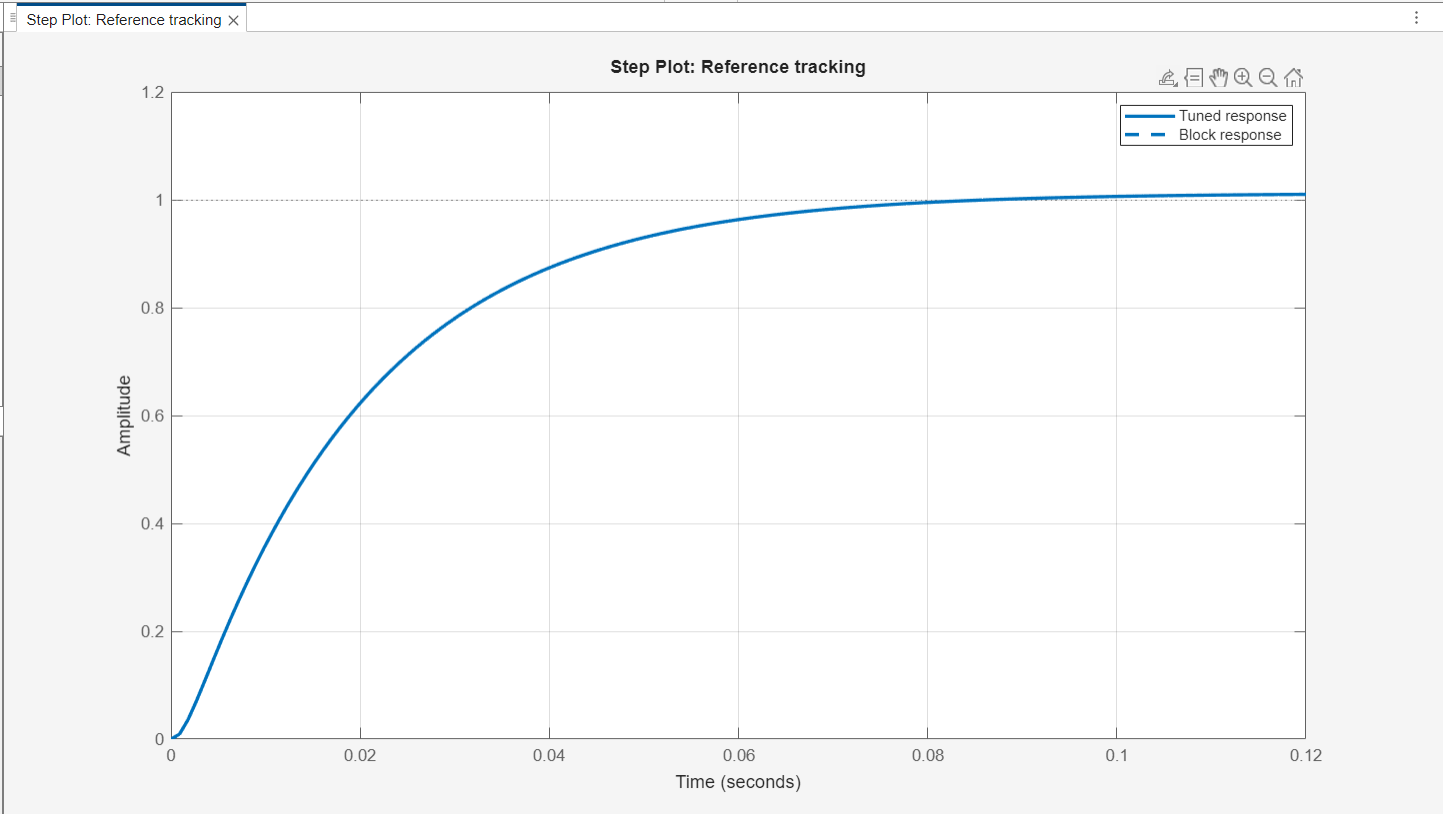 Step Plot: Reference tracking
Step Plot: Reference tracking
Tuned response
Block response
1.2
1
0.8
0.6
0.4
0.2
0
Amplitude
0
0.02
0.04
0.06
0.08
0.1
0.12
Time (seconds)